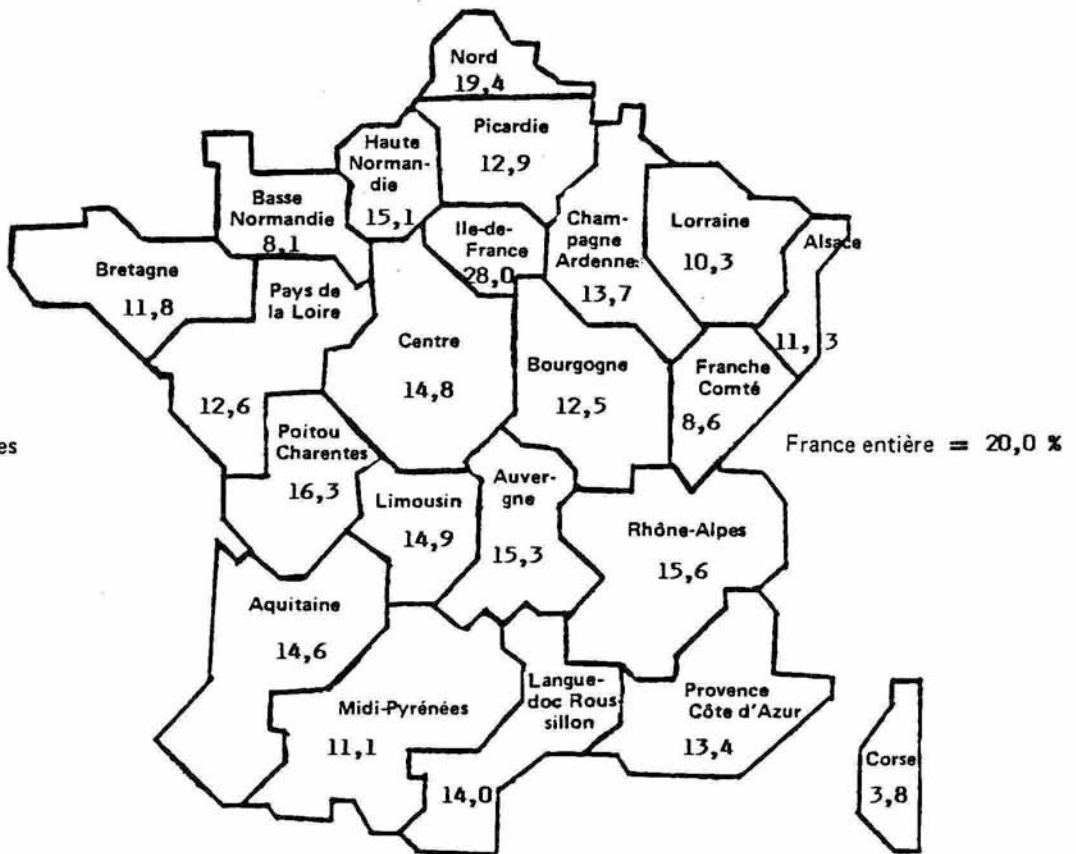 Nord
19,4
Picardie
12,9
Haute
Norman-
die
15,1
Basse
Normandie
8,1
Ile-de-
France
28,0
Cham-
pagne
Ardenne
13,7
Lorraine
10,3
Alsace
11,3
Bretagne
11,8
Pays de
la Loire
12,6
Centre
14,8
Bourgogne
12,5
Franche
Comté
8,6
es
France entière = 20,0 %
Poitou
Charentes
16,3
Limousin
14,9
Auver-
gne
15,3
Rhône-Alpes
15,6
Aquitaine
14,6
Midi-Pyrénées
11,1
Langue-
doc Rous
sillon
14,0
Provence
Côte d'Azur
13,4
Corse
3,8